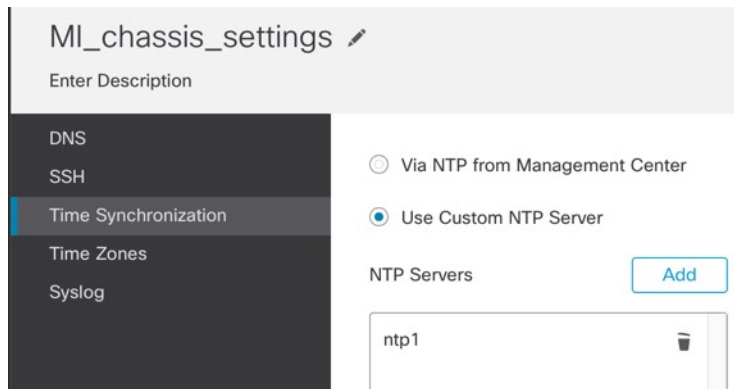 MI_chassis_settings
Enter Description
DNS
SSH
Time Synchronization
Time Zones
Syslog
Via NTP from Management Center
Use Custom NTP Server
NTP Servers
Add
ntp1